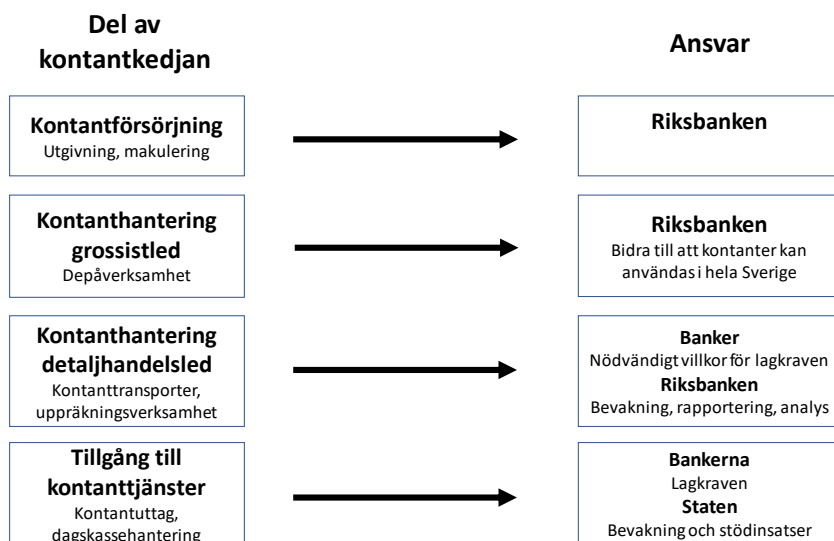 Del av
kontantkedjan
Ansvar
Kontantförsörjning
Utgivning, makulering
Riksbanken
Kontanthantering
grossistled
Depåverksamhet
Riksbanken
Bidra till att kontanter kan
användas i hela Sverige
Kontanthantering
detaljhandelsled
Kontanttransporter,
uppräkningsverksamhet
Banker
Nödvändigt villkor för lagkraven
Riksbanken
Bevakning, rapportering, analys
Tillgång till
kontanttjänster
Kontantuttag,
dagskassehantering
Bankerna
Lagkraven
Staten
Bevakning och stödinsatser